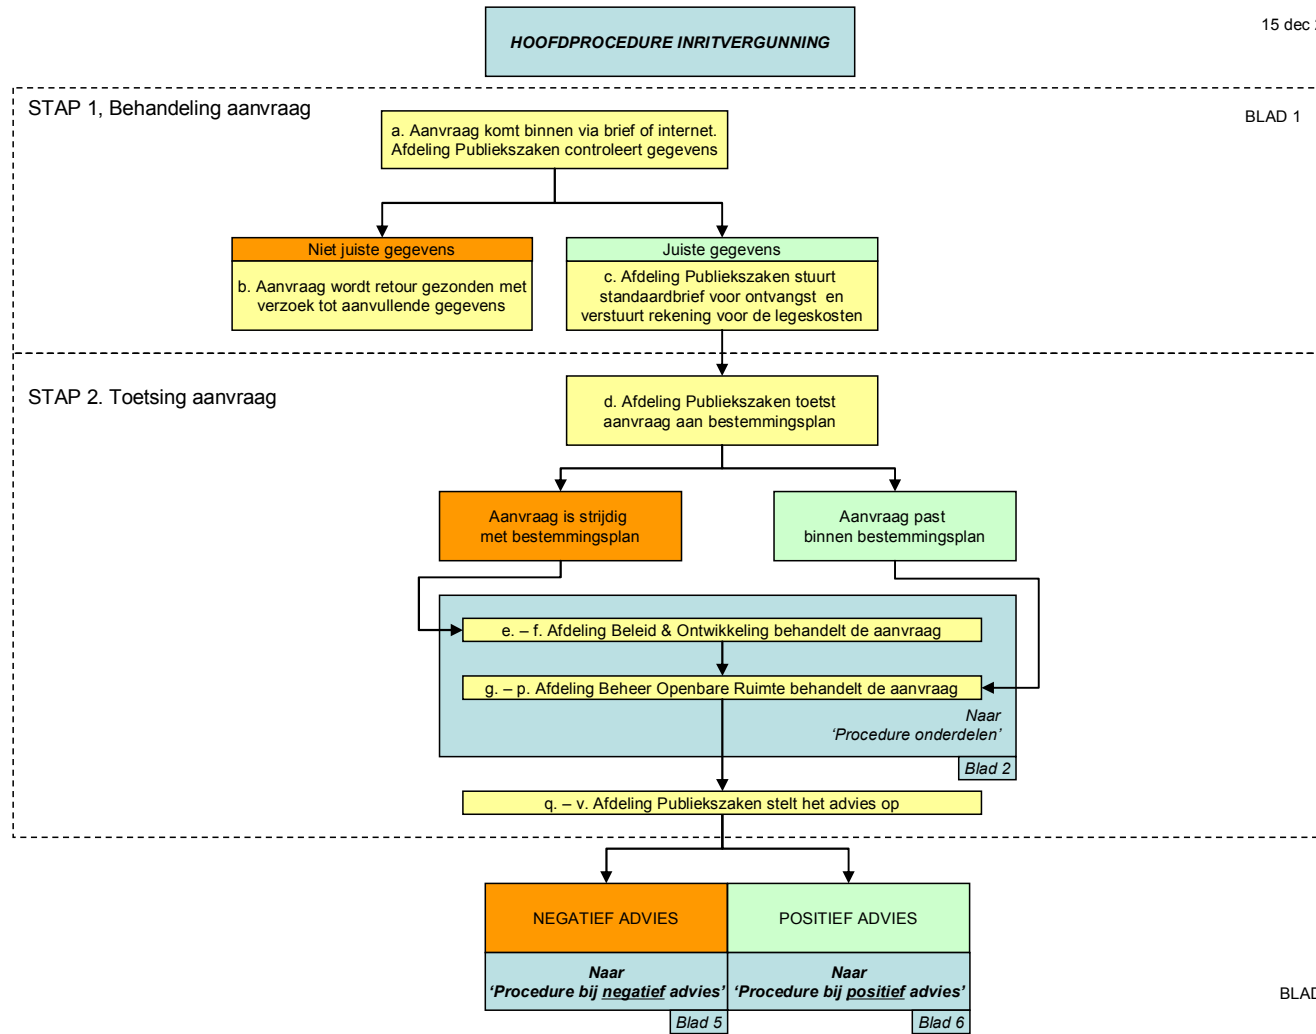 HOOFDPROCEDURE INRITVERGUNNING
15 dec
STAP 1, Behandeling aanvraag
BLAD 1
a. Aanvraag komt binnen via brief of internet.
Afdeling Publiekszaken controleert gegevens
Niet juiste gegevens
b. Aanvraag wordt retour gezonden met
verzoek tot aanvullende gegevens
Juiste gegevens
c. Afdeling Publiekszaken stuurt
standaardbrief voor ontvangst en
verstuurt rekening voor de legeskosten
STAP 2. Toetsing aanvraag
d. Afdeling Publiekszaken toetst
aanvraag aan bestemmingsplan
Aanvraag is strijdig
met bestemmingsplan
Aanvraag past
binnen bestemmingsplan
e. – f. Afdeling Beleid & Ontwikkeling behandelt de aanvraag
g. – p. Afdeling Beheer Openbare Ruimte behandelt de aanvraag
Naar
‘Procedure onderdelen’
Blad 2
q. – v. Afdeling Publiekszaken stelt het advies op
NEGATIEF ADVIES
Naar
‘Procedure bij negatief advies’
Blad 5
POSITIEF ADVIES
Naar
‘Procedure bij positief advies’
Blad 6
BLAD